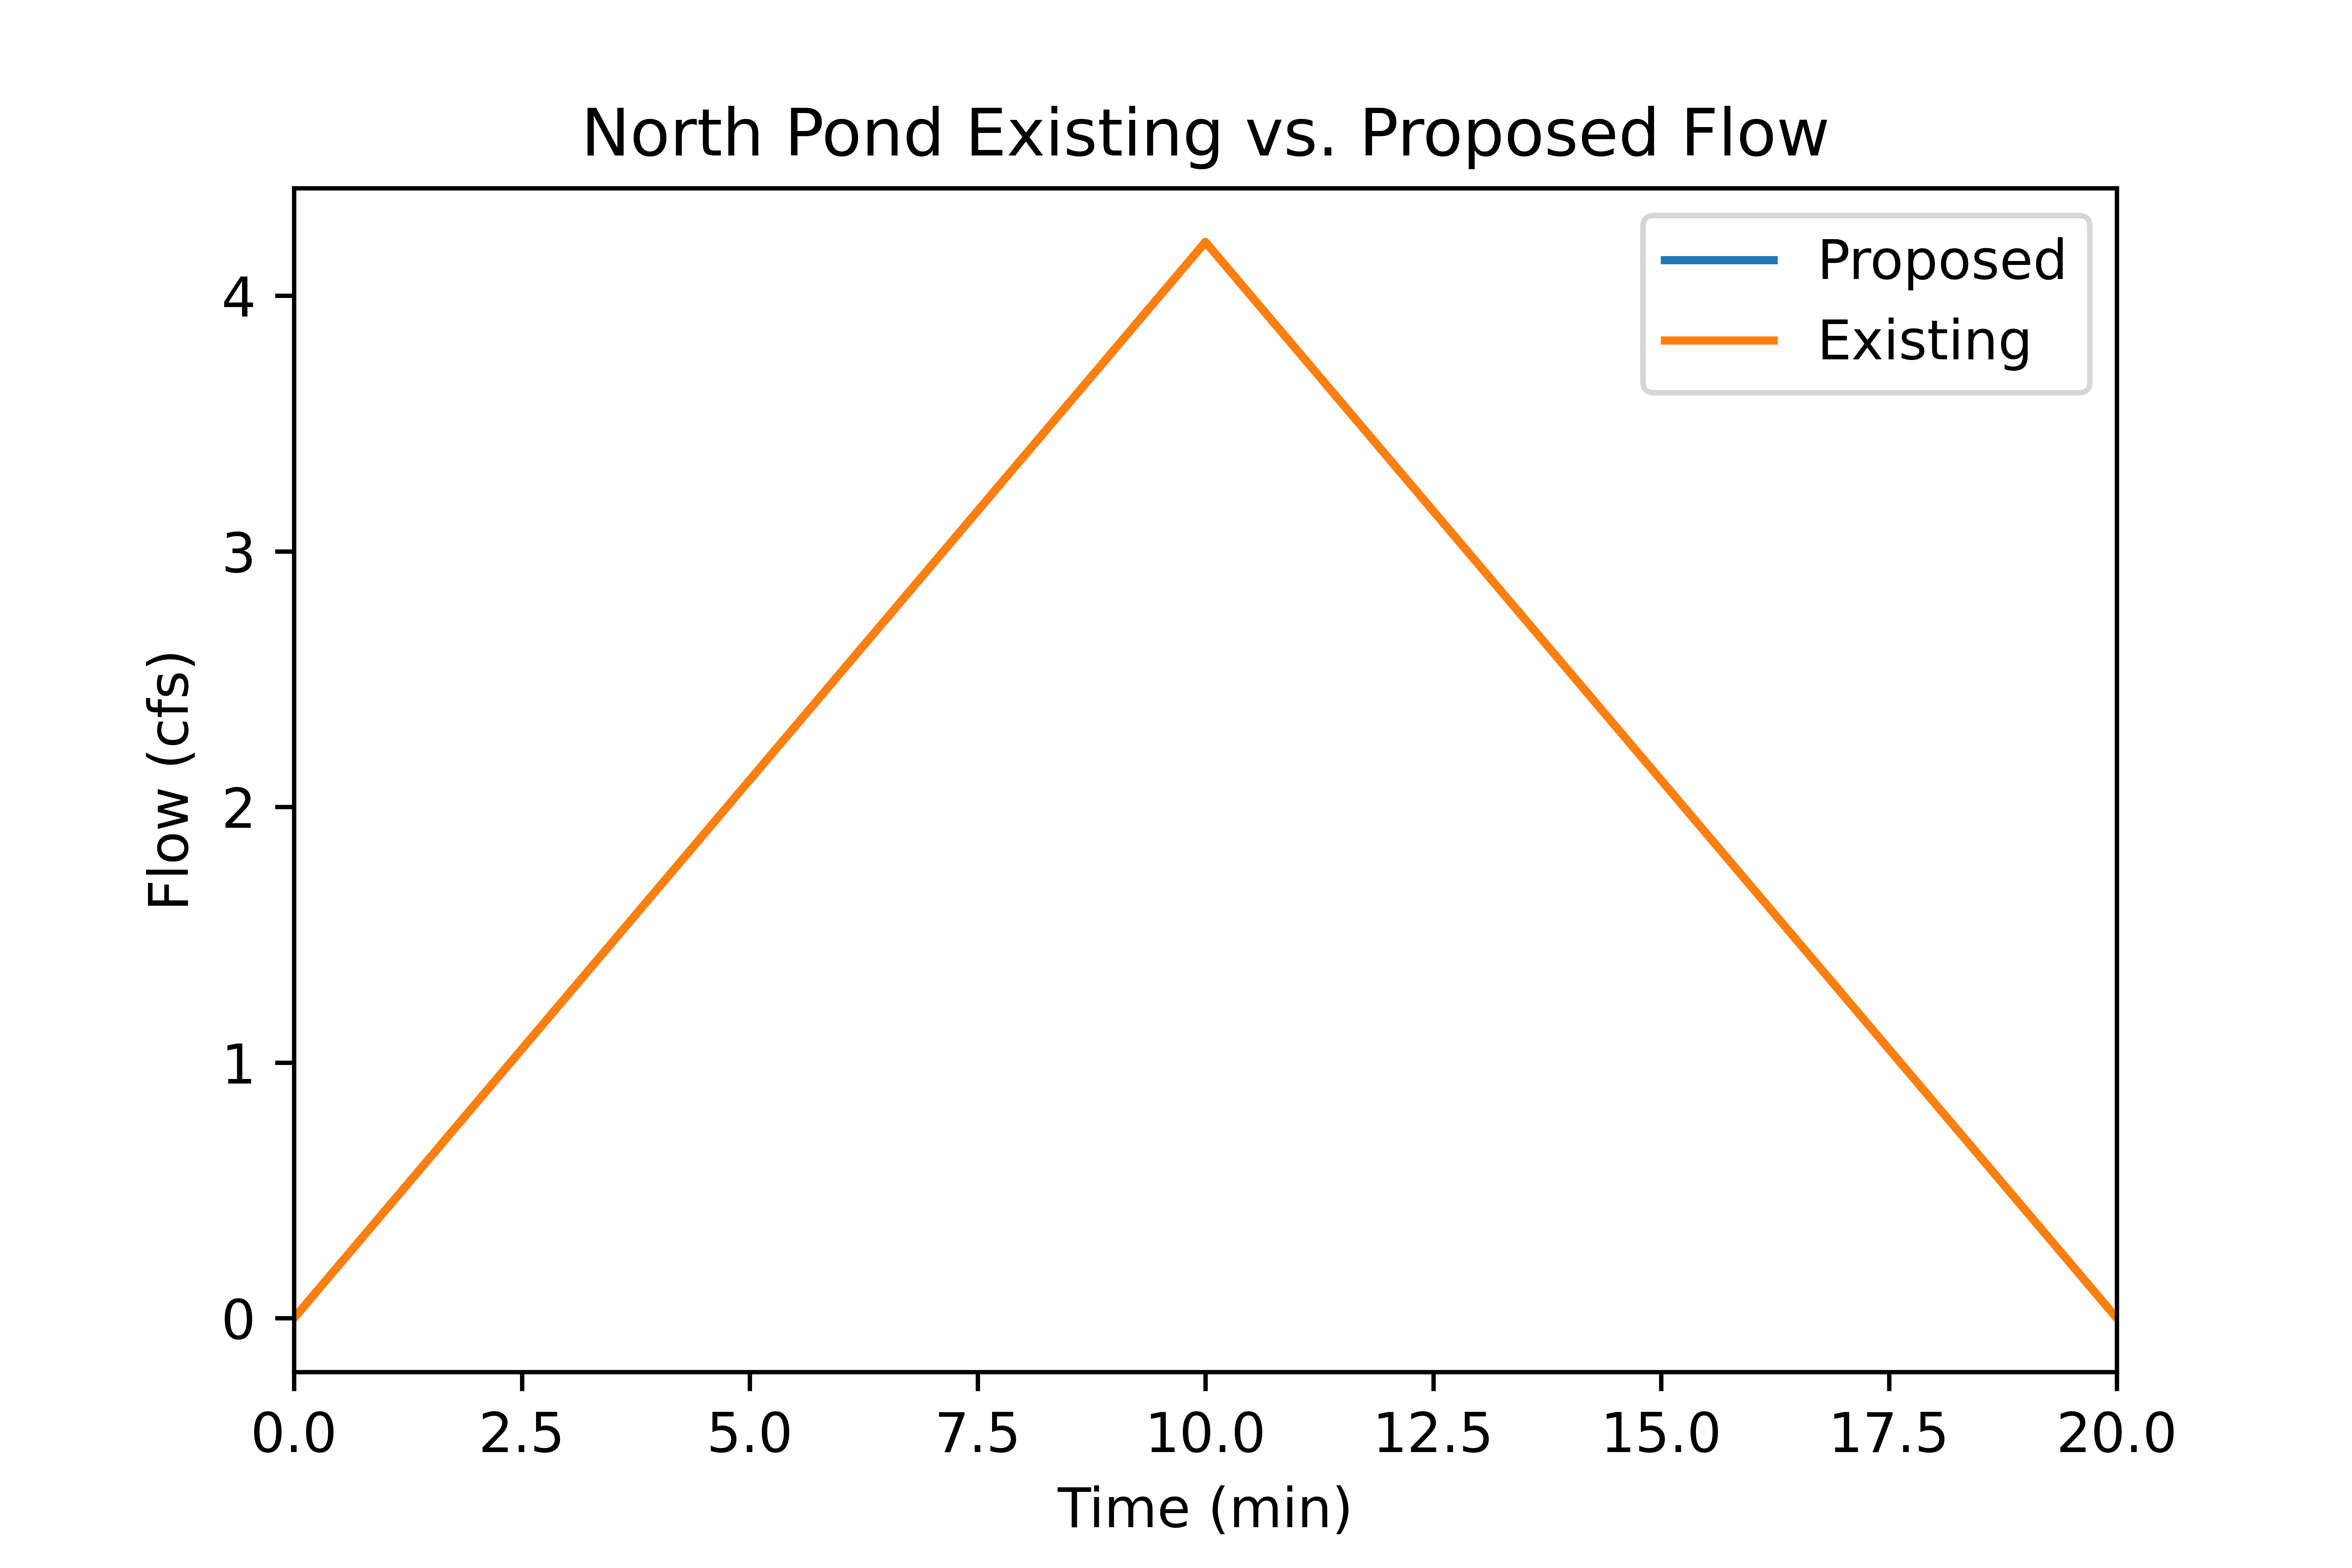 North Pond Existing vs. Proposed Flow
Proposed
Existing
Flow (cfs)
4
3
2
1
0
0.0 2.5 5.0 7.5 10.0 12.5 15.0 17.5 20.0
Time (min)